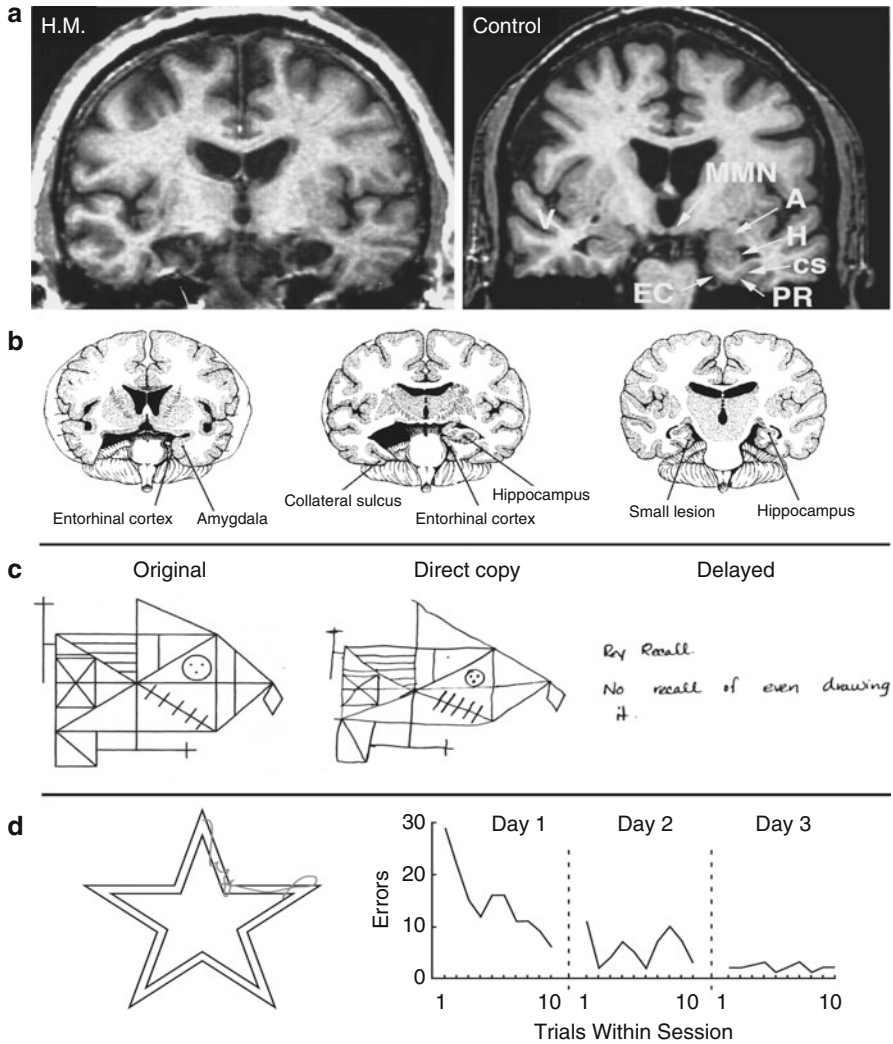 a
H.M.
Control
MMN
A
V
H
cs
EC
PR
b
Entorhinal cortex
Amygdala
Collateral sulcus
Hippocampus
Entorhinal cortex
Small lesion
Hippocampus
c
Original
Direct copy
Delayed
Rey Recall.
No recall of even drawing
it.
d
Day 1
Day 2
Day 3
30
20
10
0
Errors
1
10
1
10
1
10
Trials Within Session